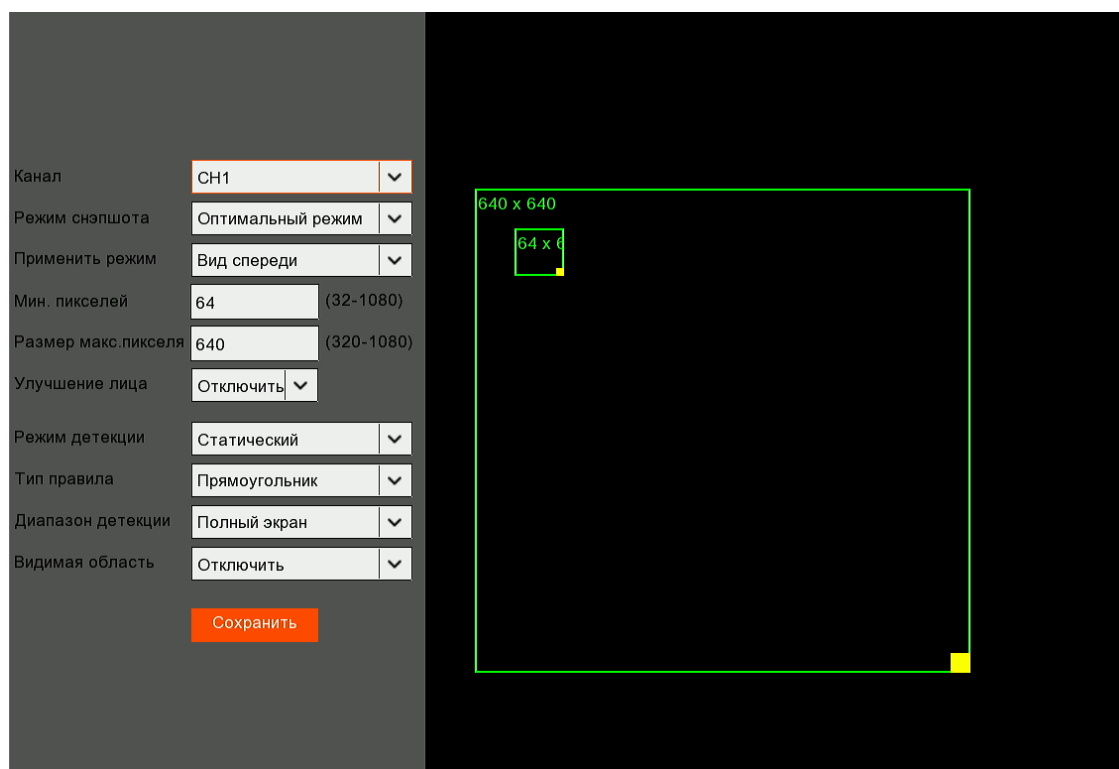 Канал CH1
Режим снэпшота Оптимальный режим
Применить режим Вид спереди
Мин. пикселей 64 (32-1080)
Размер макс.пикселя 640 (320-1080)
Улучшение лица Отключить
Режим детекции Статический
Тип правила Прямоугольник
Диапазон детекции Полный экран
Видимая область Отключить
Сохранить
640 x 640
64 x 6